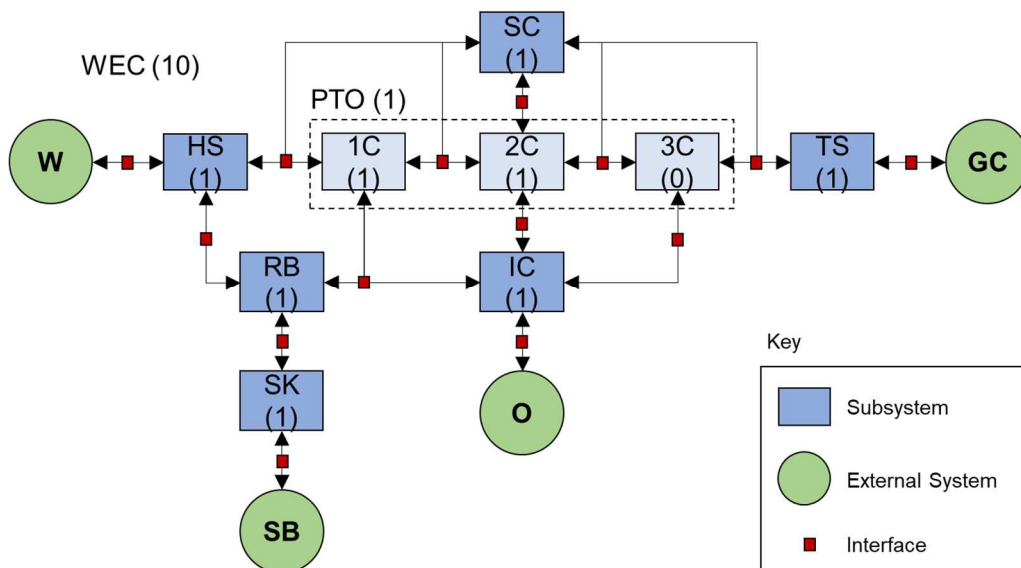 SC
(1)
WEC (10)
PTO (1)
W
HS
(1)
1C
(1)
2C
(1)
3C
(0)
TS
(1)
GC
RB
(1)
IC
(1)
SK
(1)
O
SB
Key
Subsystem
External System
Interface